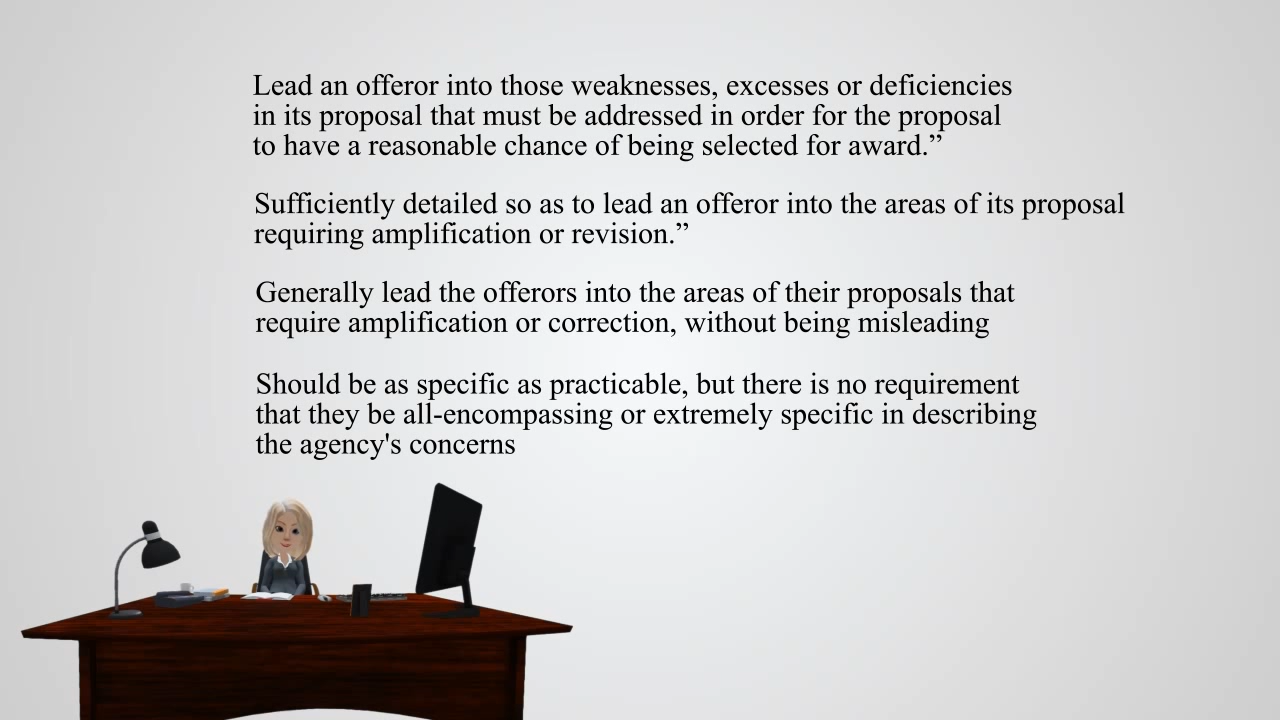 Lead an offeror into those weaknesses, excesses or deficiencies
in its proposal that must be addressed in order for the proposal
to have a reasonable chance of being selected for award.”
Sufficiently detailed so as to lead an offeror into the areas of its proposal
requiring amplification or revision.”
Generally lead the offerors into the areas of their proposals that
require amplification or correction, without being misleading
Should be as specific as practicable, but there is no requirement
that they be all-encompassing or extremely specific in describing
the agency's concerns